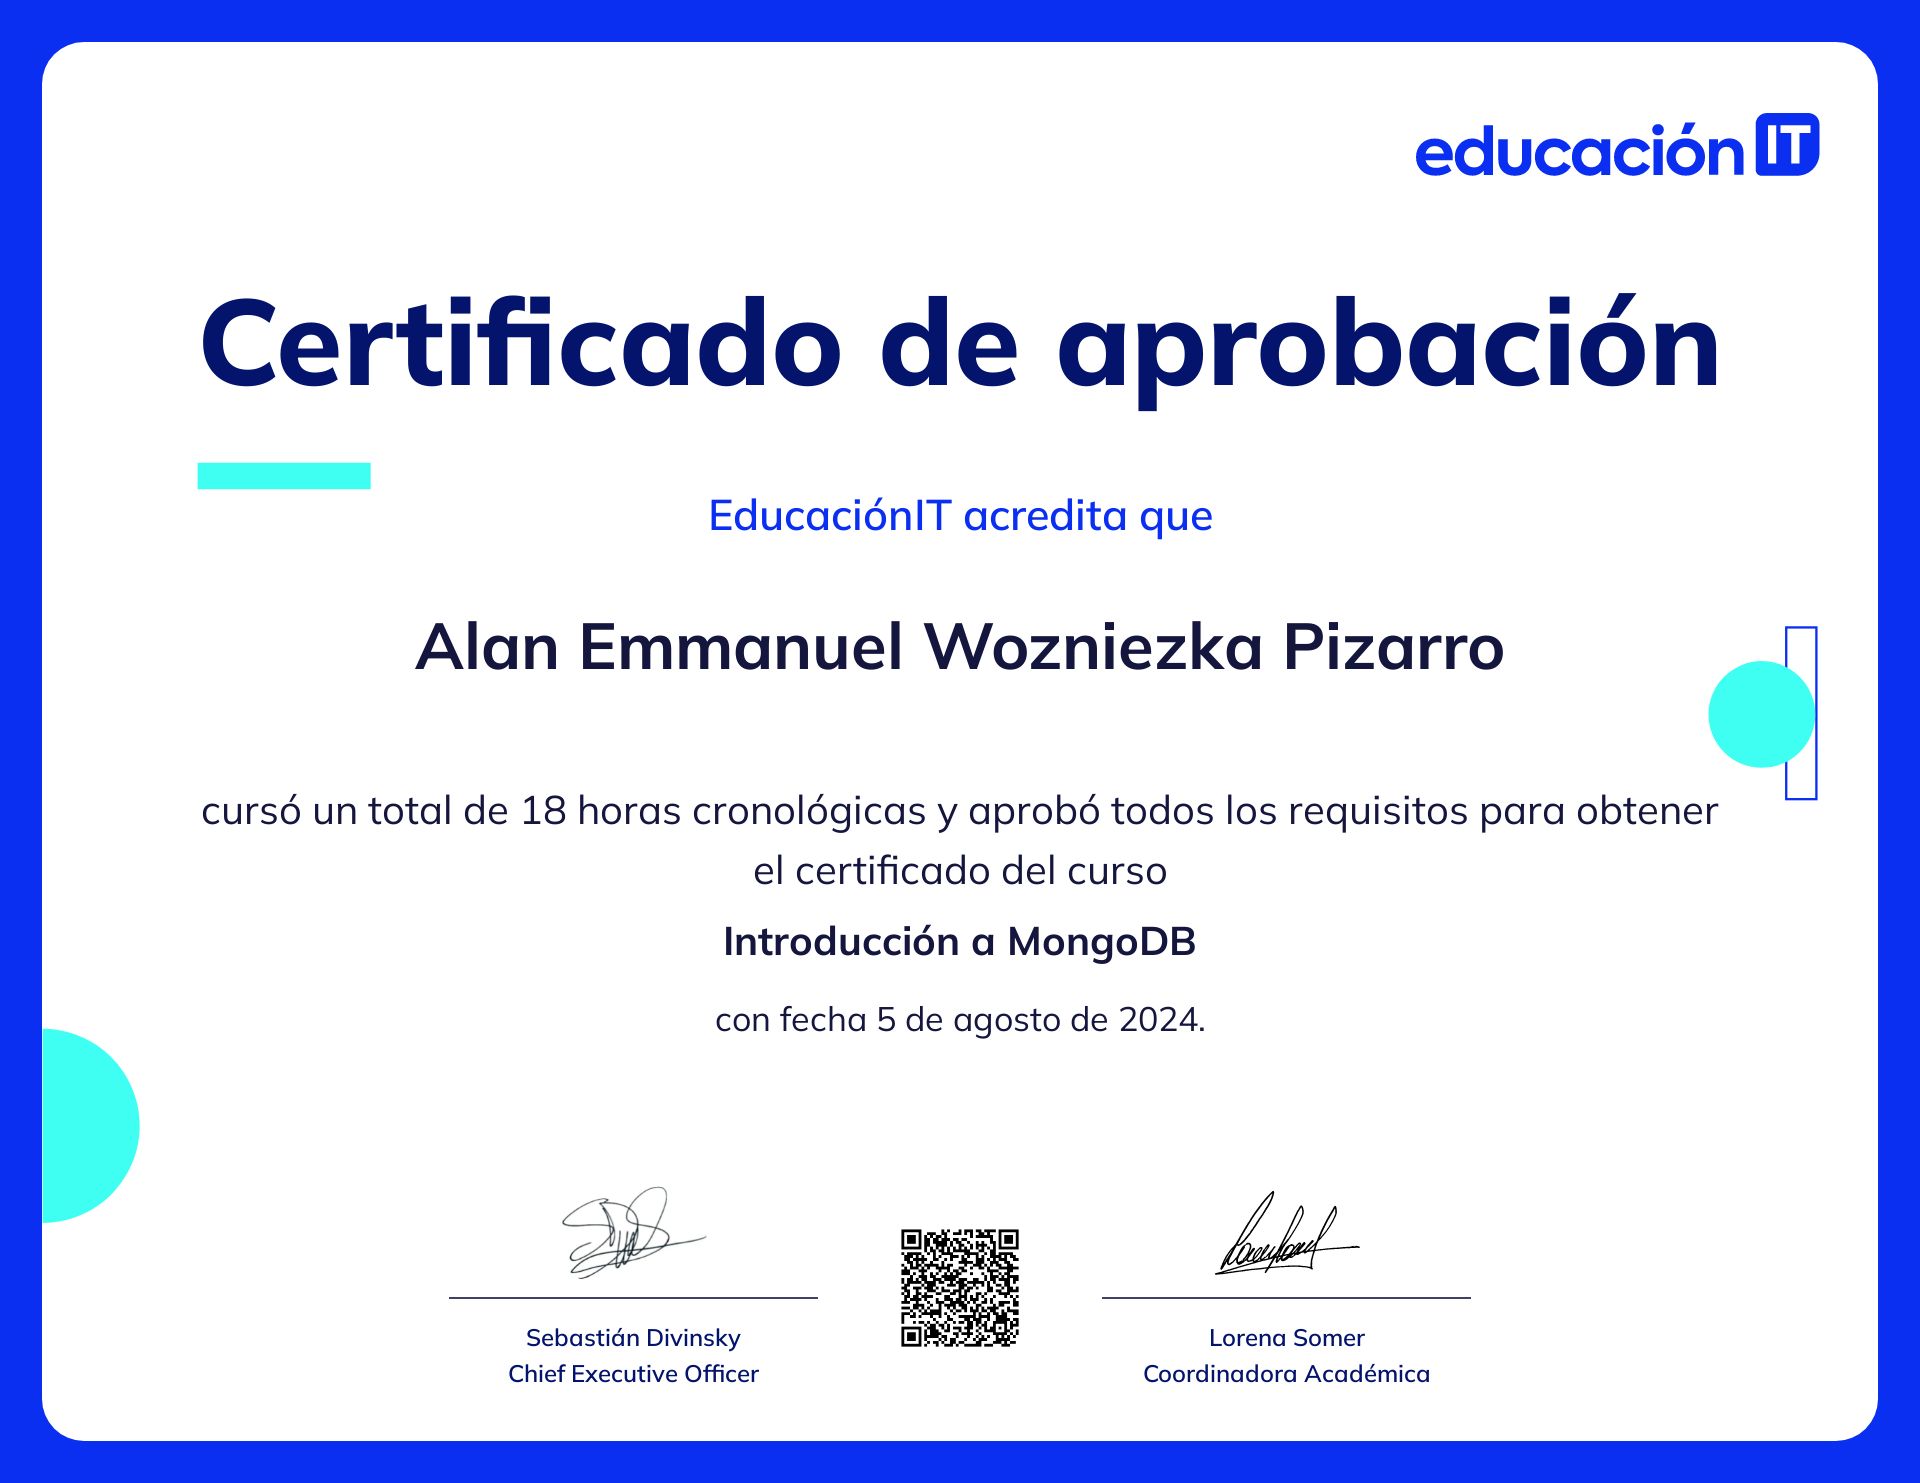 educación IT
Certificado de aprobación
EducaciónIT acredita que
Alan Emmanuel Wozniezka Pizarro
cursó un total de 18 horas cronológicas y aprobó todos los requisitos para obtener
el certificado del curso
Introducción a MongoDB
con fecha 5 de agosto de 2024.
Sebastián Divinsky
Chief Executive Officer
Lorena Somer
Coordinadora Académica